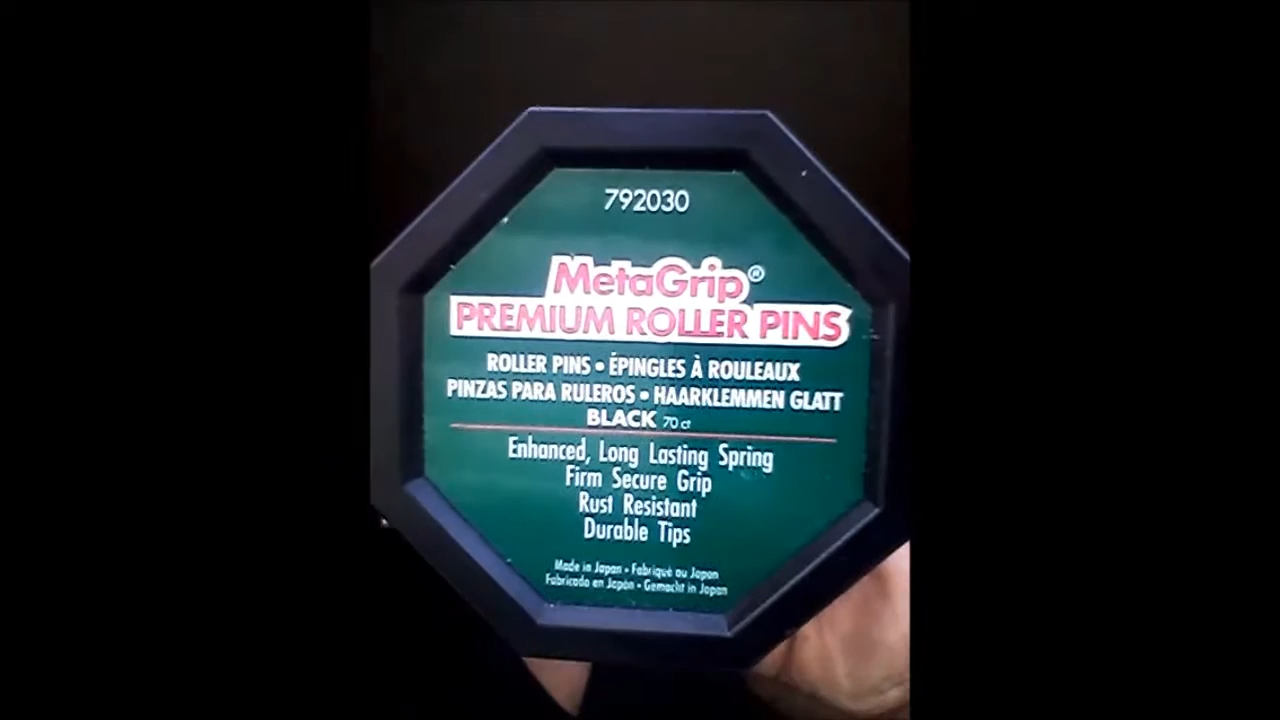 792030
MetaGrip®
PREMIUM ROLLER PINS
ROLLER PINS • ÉPINGLES À ROULEAUX
PINZAS PARA RULEROS • HAARKLEMMEN GLATT
BLACK 70 ct
Enhanced, Long Lasting Spring
Firm Secure Grip
Rust Resistant
Durable Tips
Made in Japan • Fabriqué au Japon
Fabricado en Japón • Gemacht in Japan